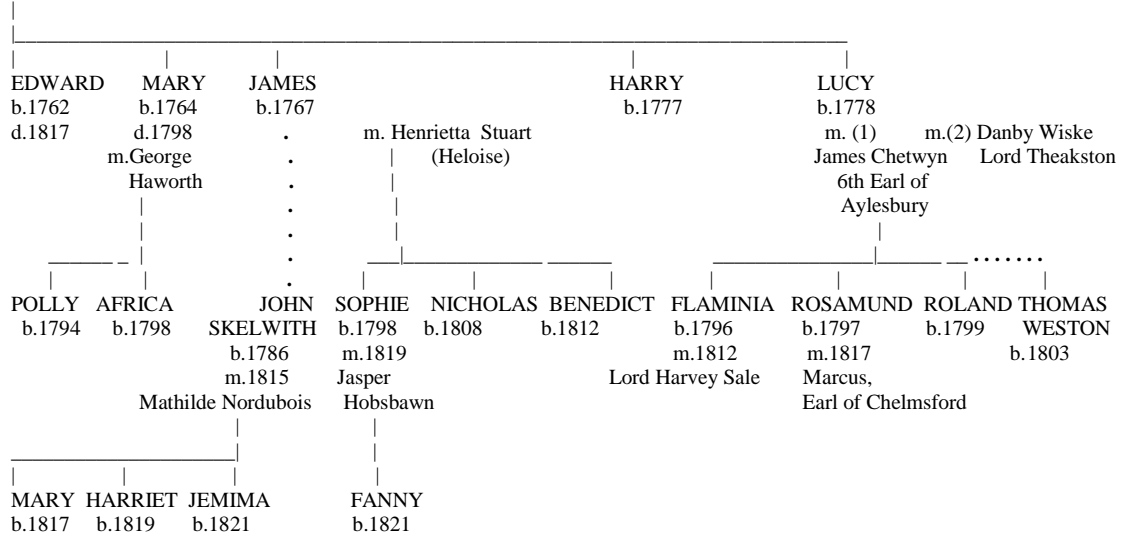 EDWARD MARY JAMES HARRY LUCY
b.1762 b.1764 b.1767 b.1777 b.1778
d.1817 d.1798 m. Henrietta Stuart m. (1) m.(2) Danby Wiske
m.George (Heloise) James Chetwyn Lord Theakston
Haworth 6th Earl of
Aylesbury
POLLY AFRICA JOHN SOPHIE NICHOLAS BENEDICT FLAMINIA ROSAMUND ROLAND THOMAS
b.1794 b.1798 SKELWITH b.1798 b.1808 b.1812 b.1796 b.1797 b.1799 WESTON
b.1786 m.1819 m.1812 m.1817 b.1803
m.1815 Jasper Lord Harvey Sale Marcus,
Mathilde Nordubois Hobsbawn Earl of Chelmsford
MARY HARRIET JEMIMA FANNY
b.1817 b.1819 b.1821 b.1821